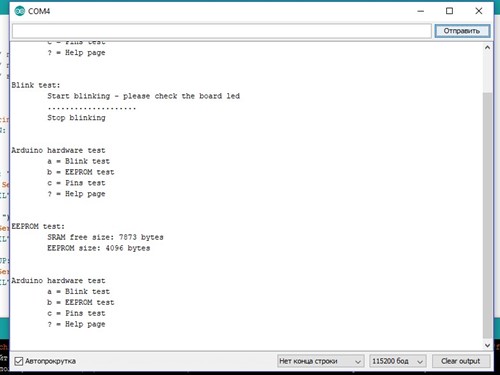 COM4
Отправить
c = Pins test
? = Help page
Blink test:
Start blinking - please check the board led
...................
Stop blinking
Arduino hardware test
a = Blink test
b = EEPROM test
c = Pins test
? = Help page
EEPROM test:
SRAM free size: 7873 bytes
EEPROM size: 4096 bytes
Arduino hardware test
a = Blink test
b = EEPROM test
c = Pins test
? = Help page
Автопрокрутка
Нет конца строки
115200 бод
Clear output